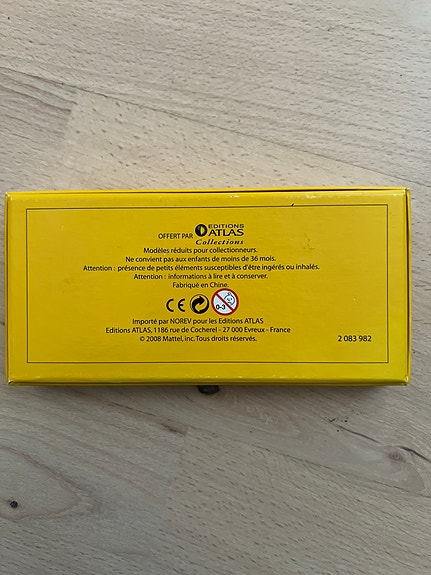 OFFERT PAR EDITIONS ATLAS
Collections
Modèles réduits pour collectionneurs.
Ne convient pas aux enfants de moins de 36 mois.
Attention : présence de petits éléments susceptibles d'être ingérés ou inhalés.
Attention : informations à lire et à conserver.
Fabriqué en Chine.
CE 0-3
Importé par NOREV pour les Editions ATLAS
Editions ATLAS, 1186 rue de Cocherel - 27 000 Evreux - France
© 2008 Mattel, inc. Tous droits réservés.
2 083 982